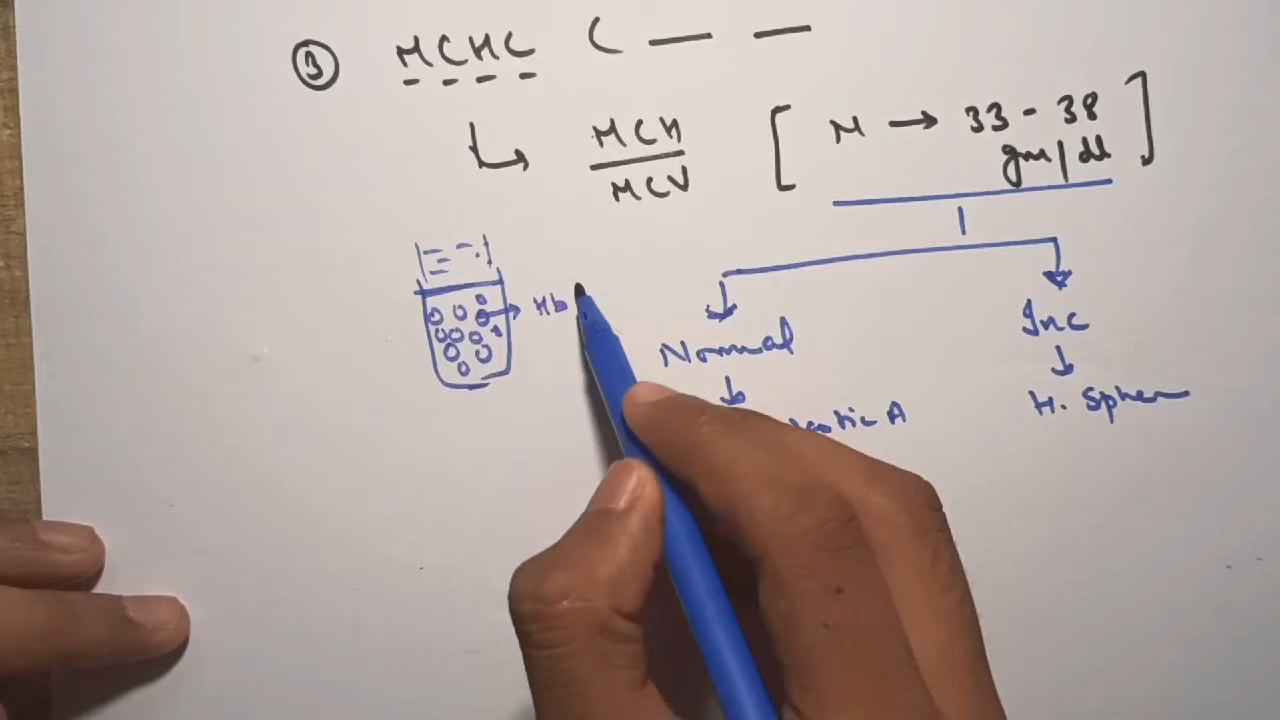 3 MCHC ( — —
MCH
MCV
[ N → 33 - 38
gm/dl ]
Hb
Normal
Inc
A
H. Spher